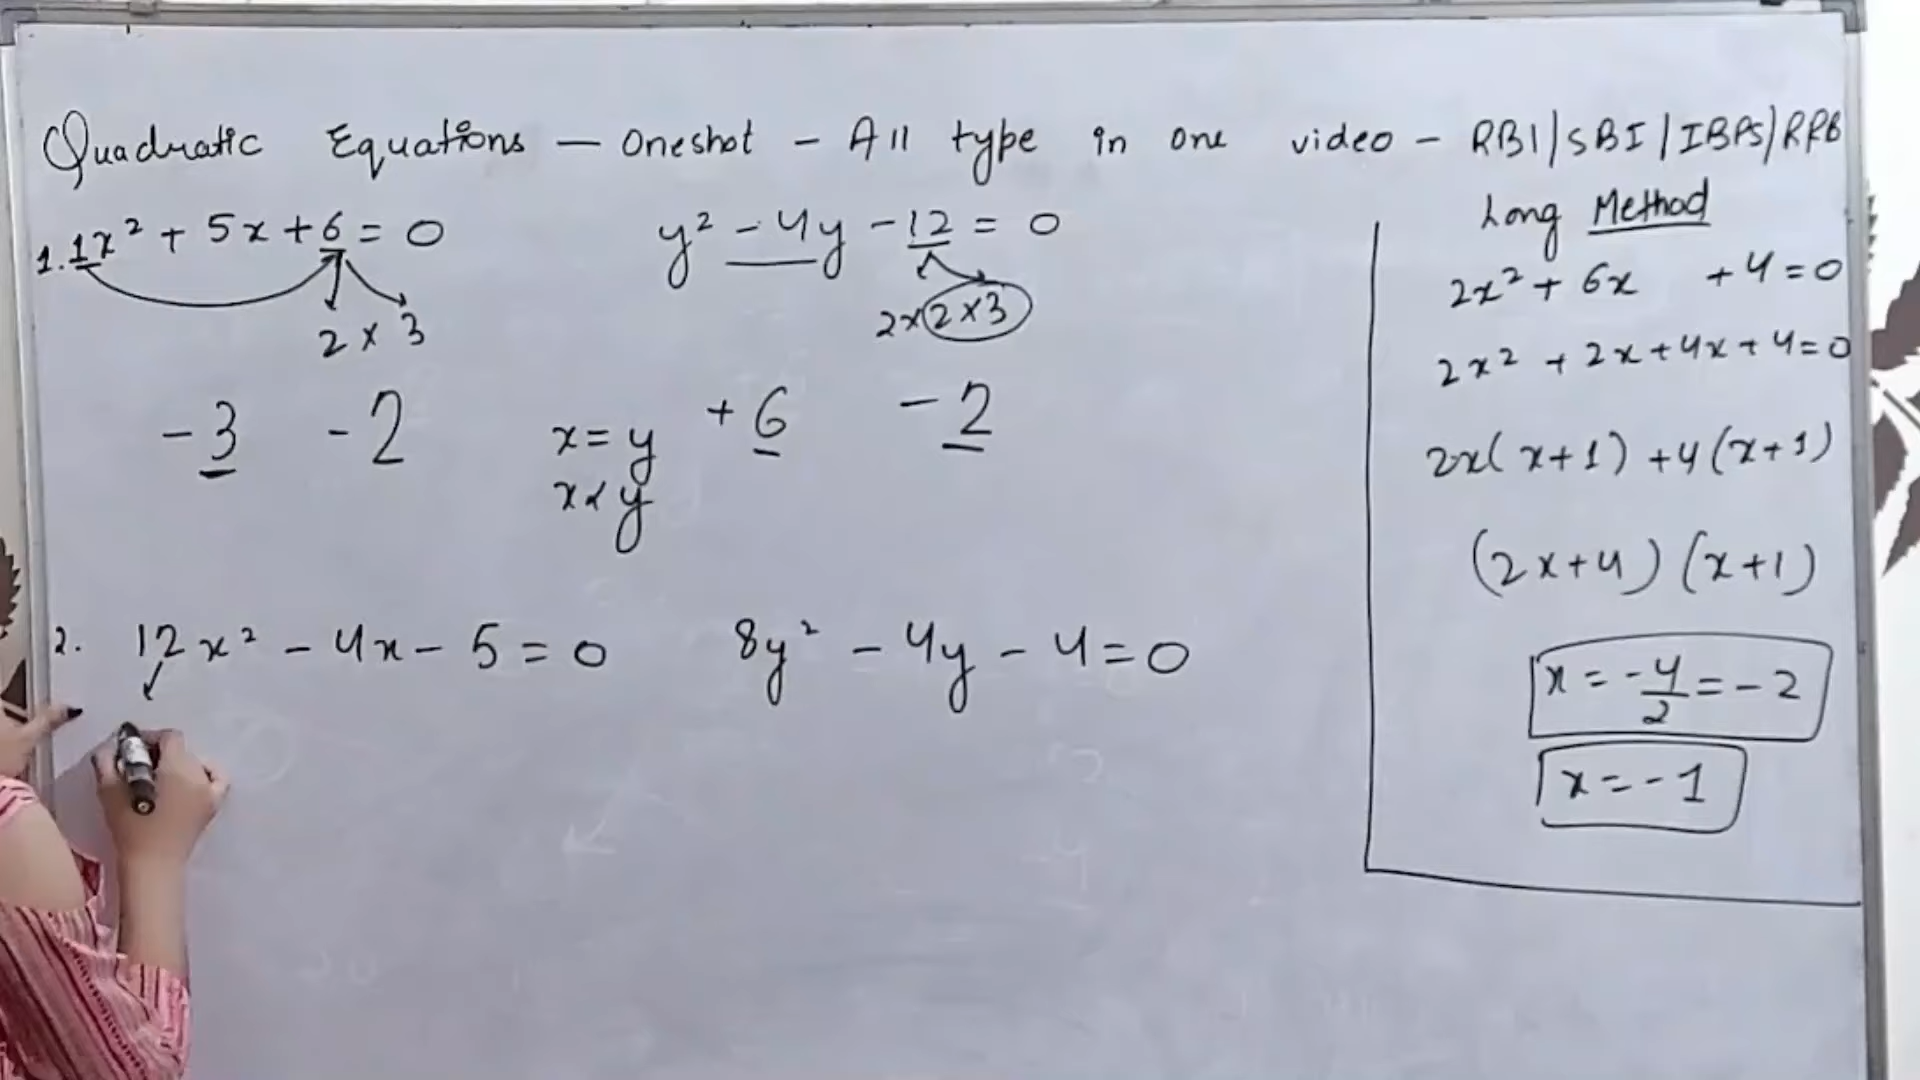 Quadratic Equations — Oneshot - All type in one video - RBI/SBI/IBPS/RRB
1. 1x² + 5x + 6 = 0
2 x 3
-3 -2
y² - 4y - 12 = 0
2x2x3
+6 -2
x = y
x < y
2. 12x² - 4x - 5 = 0 8y² - 4y - 4 = 0
Long Method
2x² + 6x + 4 = 0
2x² + 2x + 4x + 4 = 0
2x(x+1) + 4(x+1)
(2x+4) (x+1)
x = -4/2 = -2
x = -1